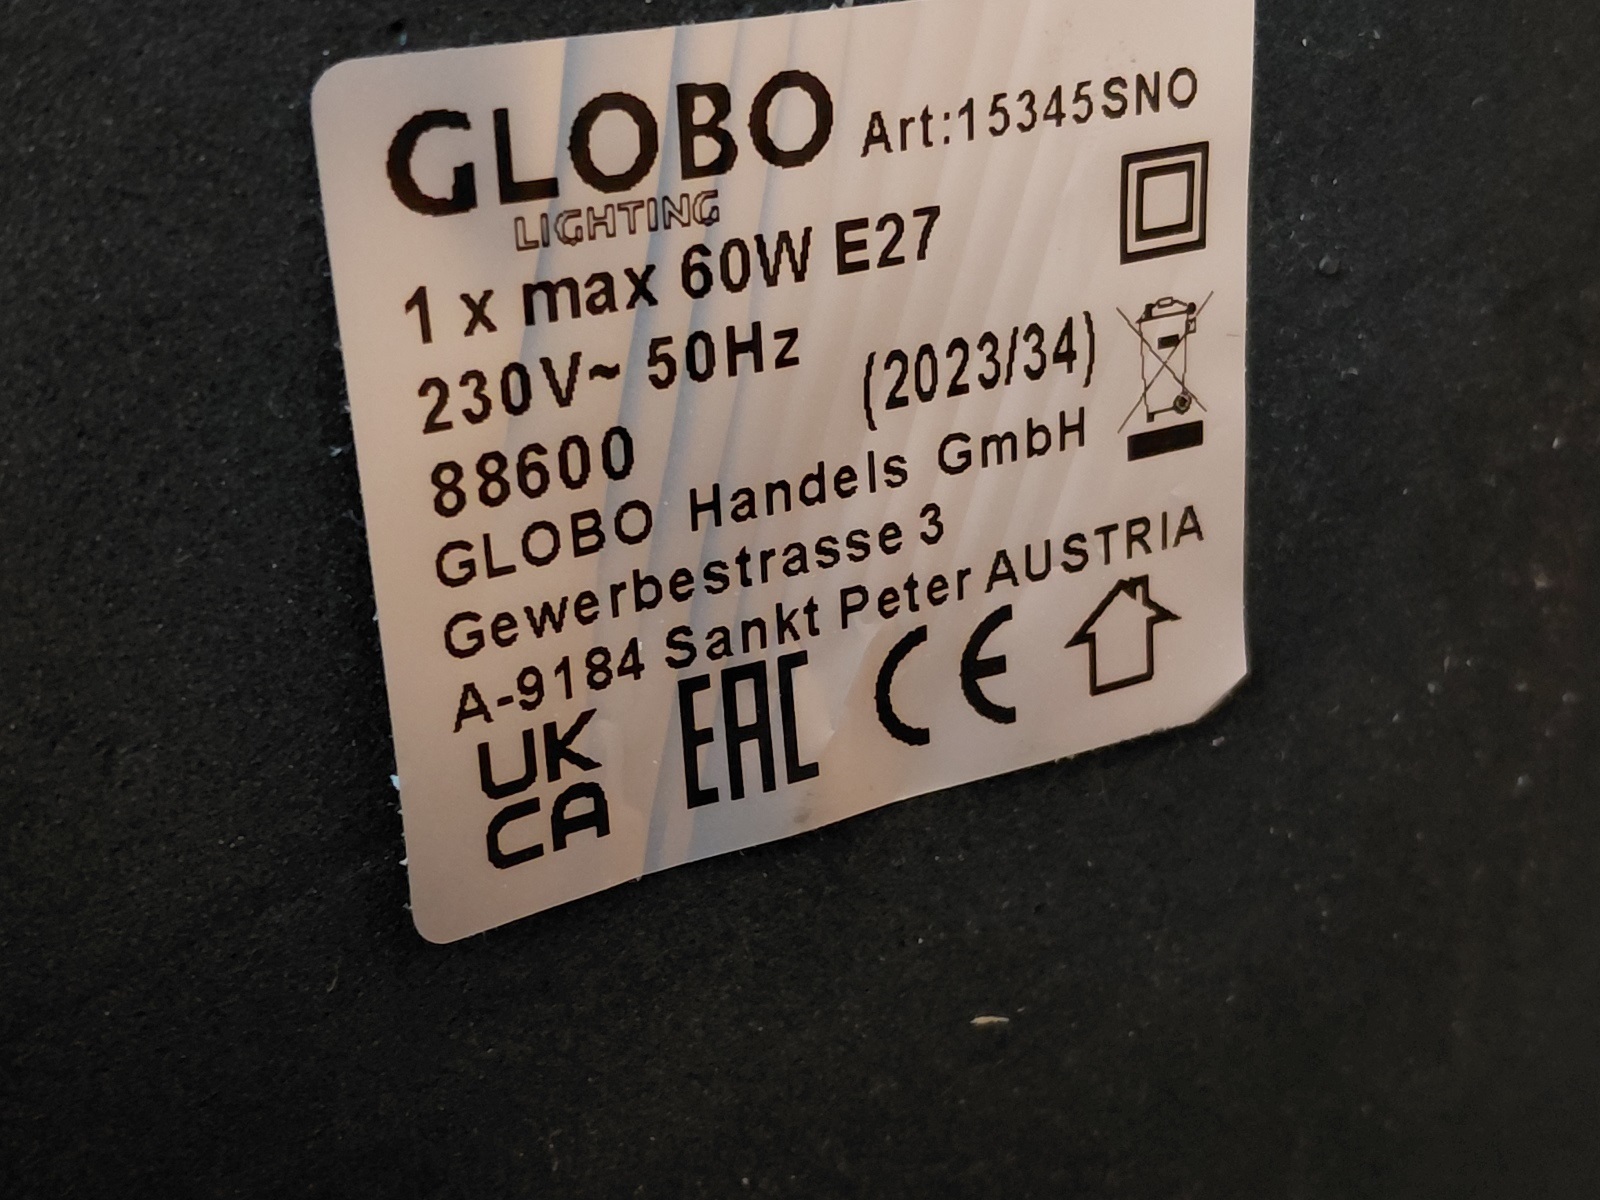 GLOBO Art:15345SNO
LIGHTING
1 x max 60W E27
230V~ 50Hz (2023/34)
88600
GLOBO Handels GmbH
Gewerbestrasse 3
A-9184 Sankt Peter AUSTRIA
UK
CA
EAC CE